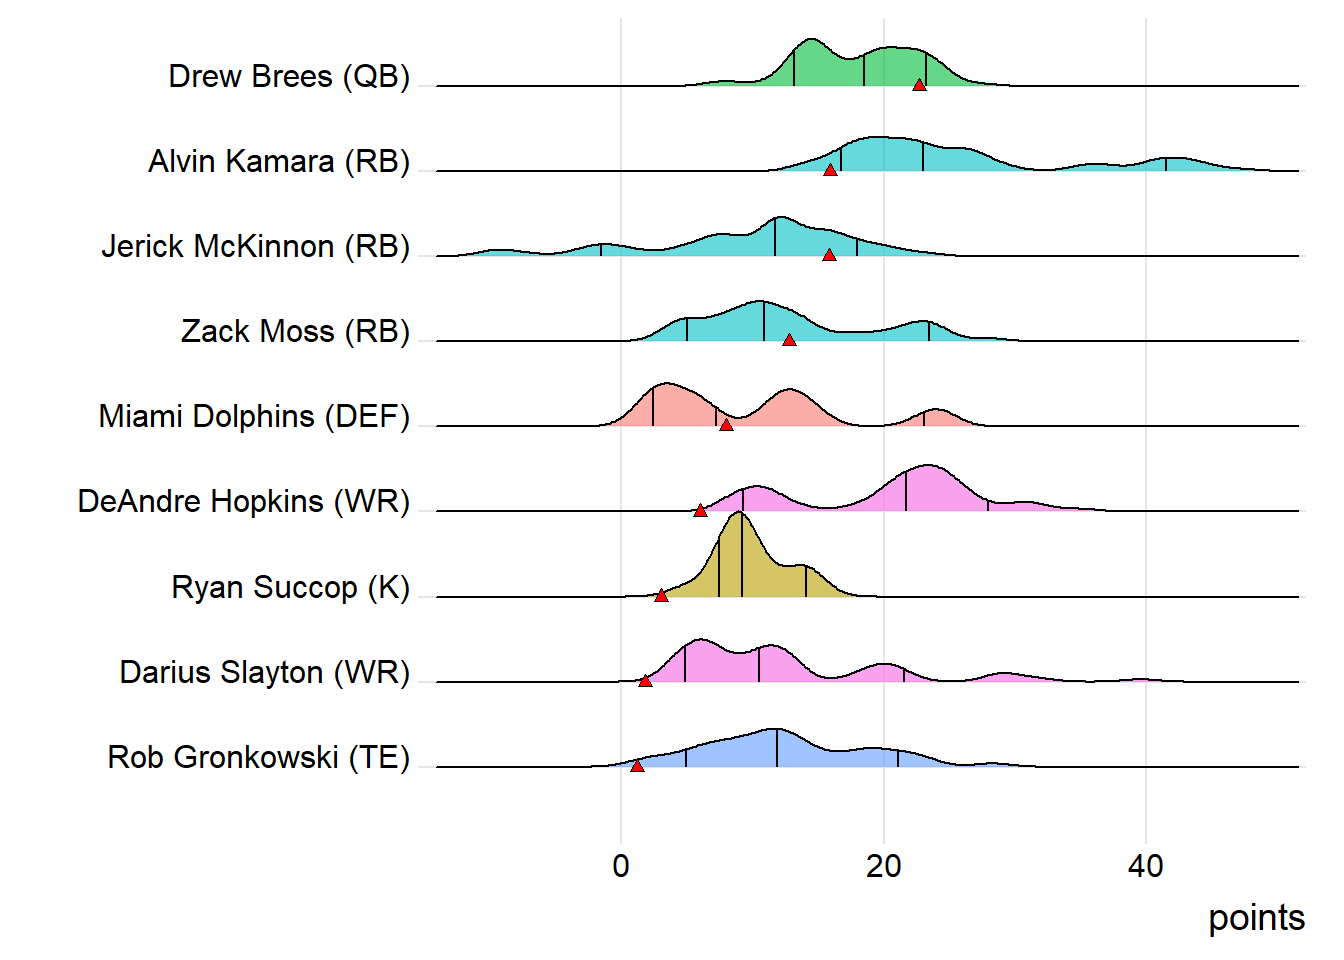 Drew Brees (QB)
Alvin Kamara (RB)
Jerick McKinnon (RB)
Zack Moss (RB)
Miami Dolphins (DEF)
DeAndre Hopkins (WR)
Ryan Succop (K)
Darius Slayton (WR)
Rob Gronkowski (TE)
0 20 40
points